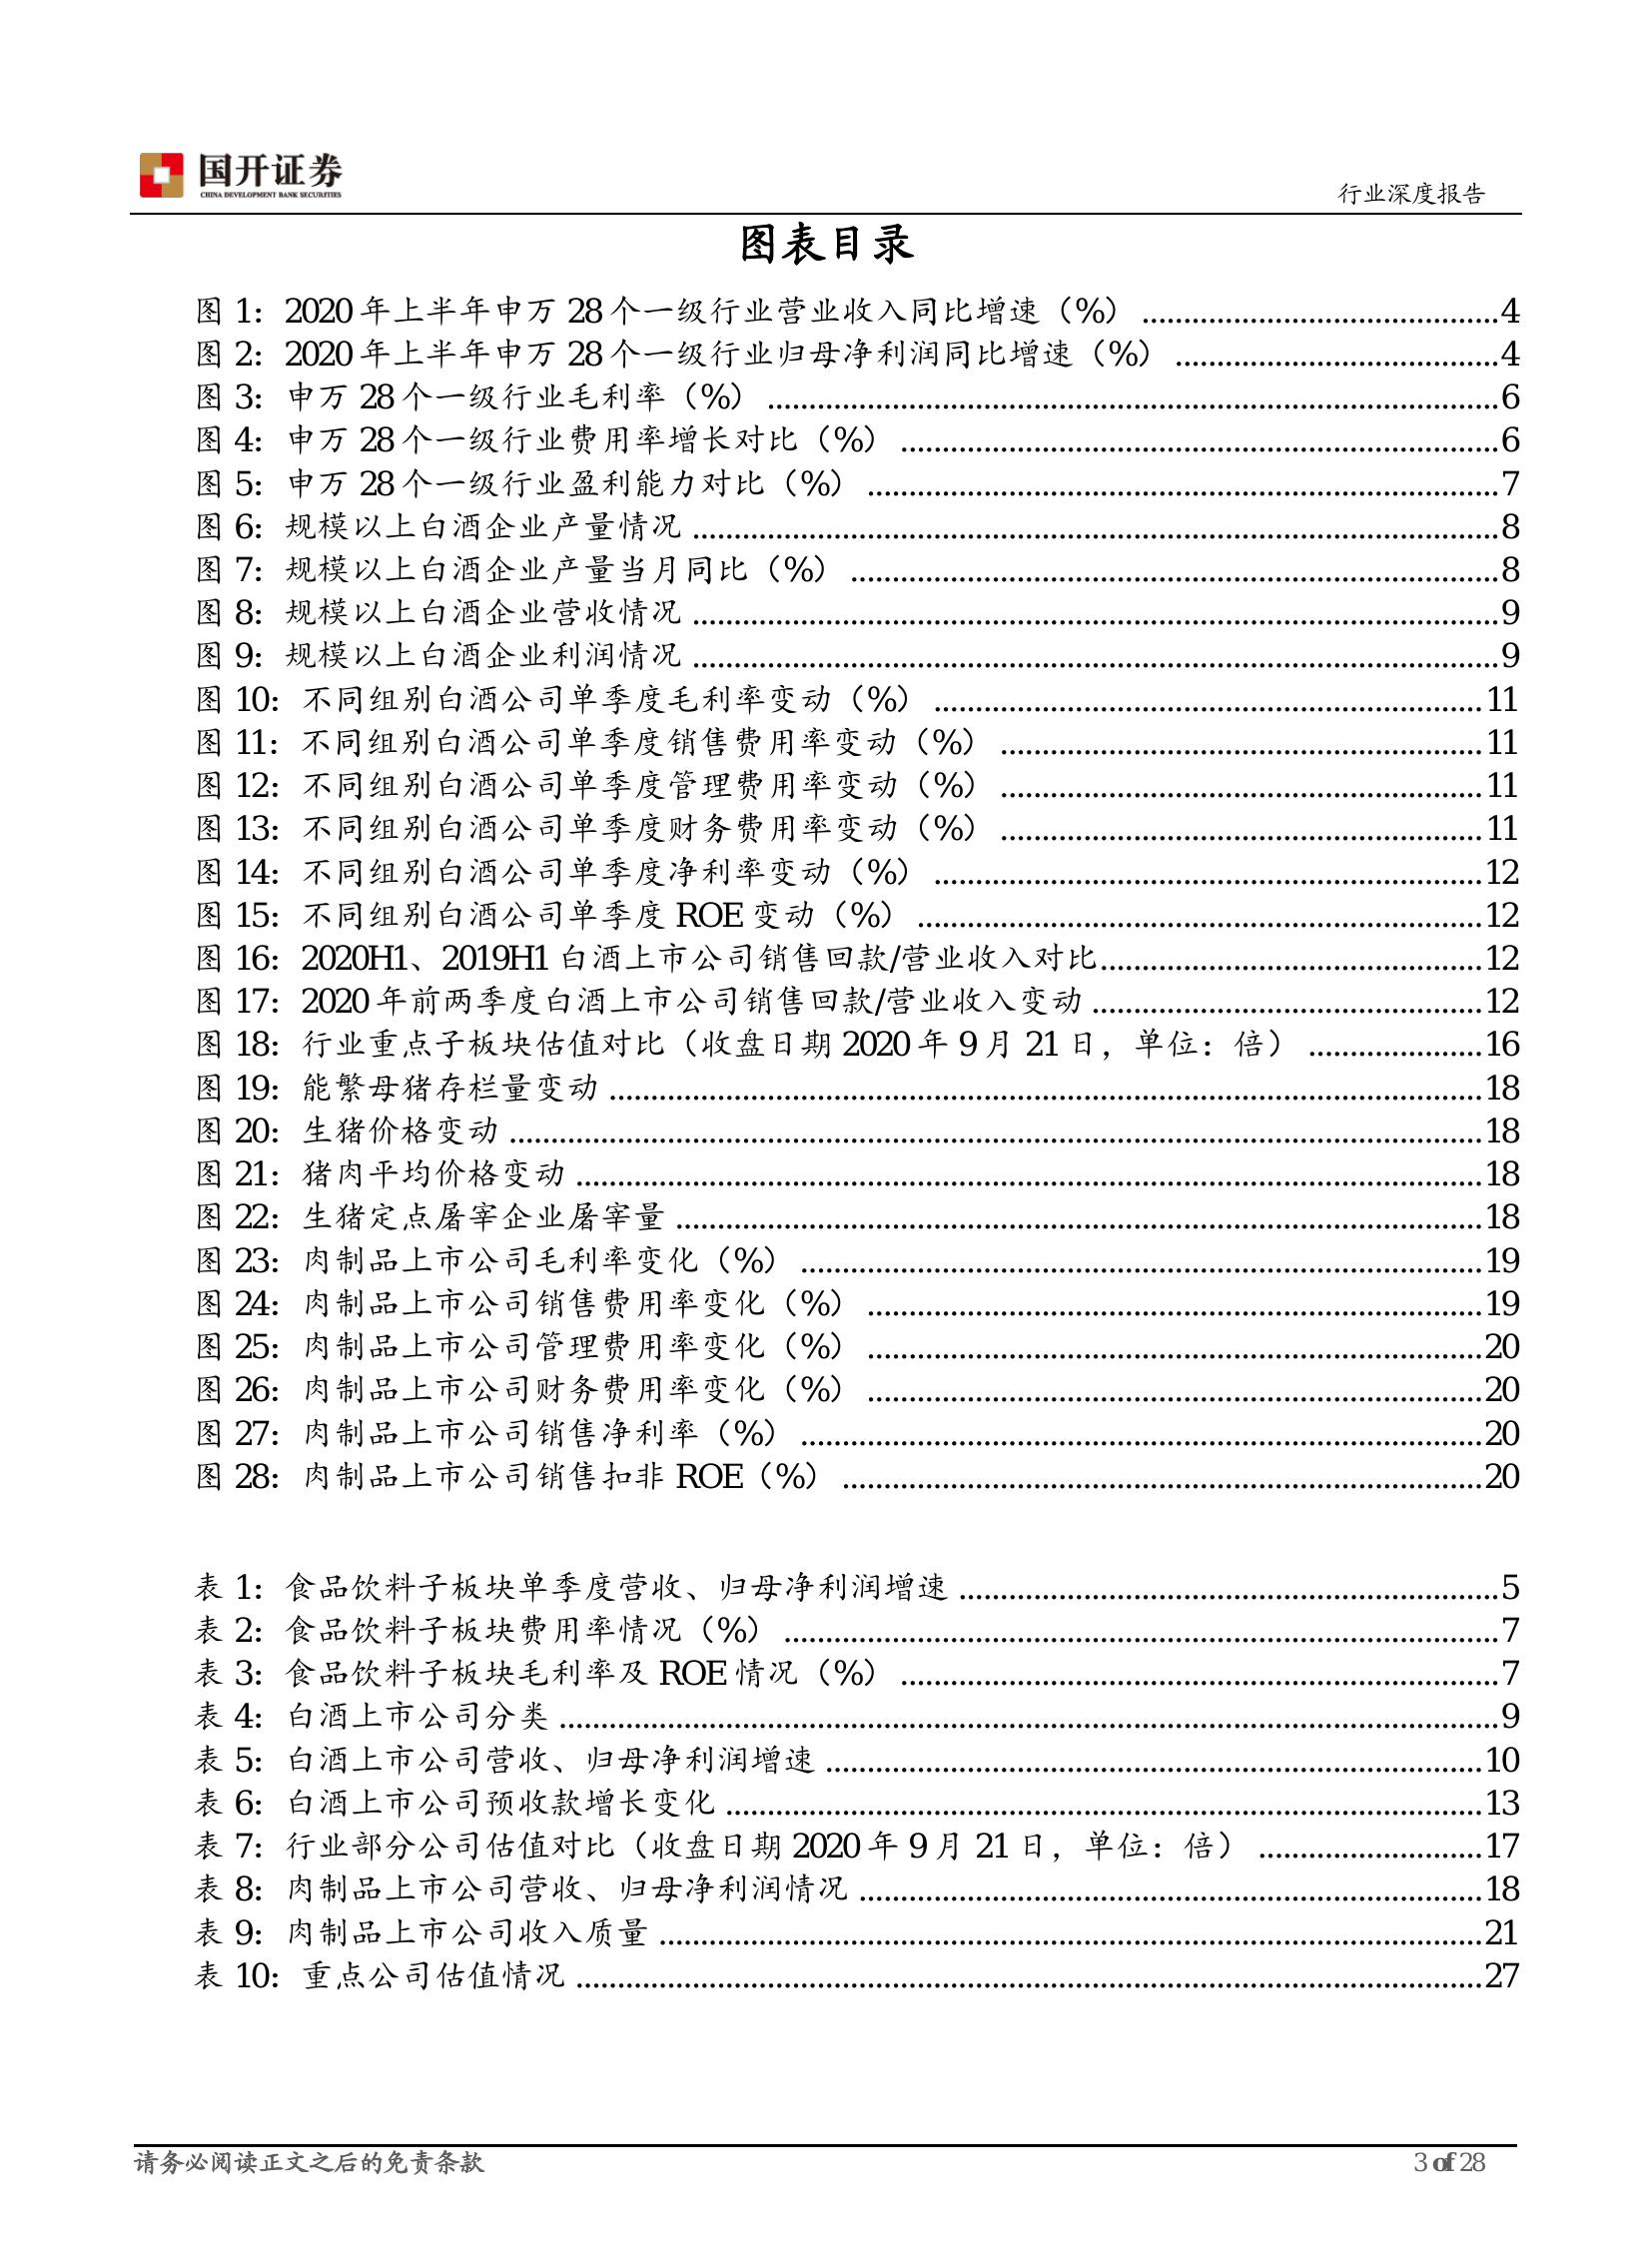 国开证券
CHINA DEVELOPMENT BANK SECURITIES
行业深度报告
图表目录
图 1：2020 年上半年申万 28 个一级行业营业收入同比增速（%） ........................................... 4
图 2：2020 年上半年申万 28 个一级行业归母净利润同比增速（%） ....................................... 4
图 3：申万 28 个一级行业毛利率（%） ........................................................................................ 6
图 4：申万 28 个一级行业费用率增长对比（%） ........................................................................ 6
图 5：申万 28 个一级行业盈利能力对比（%） ............................................................................ 7
图 6：规模以上白酒企业产量情况 ................................................................................................. 8
图 7：规模以上白酒企业产量当月同比（%） .............................................................................. 8
图 8：规模以上白酒企业营收情况 ................................................................................................. 9
图 9：规模以上白酒企业利润情况 ................................................................................................. 9
图 10：不同组别白酒公司单季度毛利率变动（%） .................................................................. 11
图 11：不同组别白酒公司单季度销售费用率变动（%） .......................................................... 11
图 12：不同组别白酒公司单季度管理费用率变动（%） .......................................................... 11
图 13：不同组别白酒公司单季度财务费用率变动（%） .......................................................... 11
图 14：不同组别白酒公司单季度净利率变动（%） .................................................................. 12
图 15：不同组别白酒公司单季度 ROE 变动（%） .................................................................... 12
图 16：2020H1、2019H1 白酒上市公司销售回款/营业收入对比.............................................. 12
图 17：2020 年前两季度白酒上市公司销售回款/营业收入变动 ............................................... 12
图 18：行业重点子板块估值对比（收盘日期 2020 年 9 月 21 日，单位：倍） ..................... 16
图 19：能繁母猪存栏量变动 ......................................................................................................... 18
图 20：生猪价格变动 ..................................................................................................................... 18
图 21：猪肉平均价格变动 ............................................................................................................. 18
图 22：生猪定点屠宰企业屠宰量 ................................................................................................. 18
图 23：肉制品上市公司毛利率变化（%） .................................................................................. 19
图 24：肉制品上市公司销售费用率变化（%） .......................................................................... 19
图 25：肉制品上市公司管理费用率变化（%） .......................................................................... 20
图 26：肉制品上市公司财务费用率变化（%） .......................................................................... 20
图 27：肉制品上市公司销售净利率（%） .................................................................................. 20
图 28：肉制品上市公司销售扣非 ROE（%） ............................................................................. 20
表 1：食品饮料子板块单季度营收、归母净利润增速 ................................................................. 5
表 2：食品饮料子板块费用率情况（%） ...................................................................................... 7
表 3：食品饮料子板块毛利率及 ROE 情况（%） ........................................................................ 7
表 4：白酒上市公司分类 ................................................................................................................. 9
表 5：白酒上市公司营收、归母净利润增速 ............................................................................... 10
表 6：白酒上市公司预收款增长变化 ........................................................................................... 13
表 7：行业部分公司估值对比（收盘日期 2020 年 9 月 21 日，单位：倍） ........................... 17
表 8：肉制品上市公司营收、归母净利润情况 ........................................................................... 18
表 9：肉制品上市公司收入质量 ................................................................................................... 21
表 10：重点公司估值情况 ............................................................................................................. 27
请务必阅读正文之后的免责条款
3 of 28